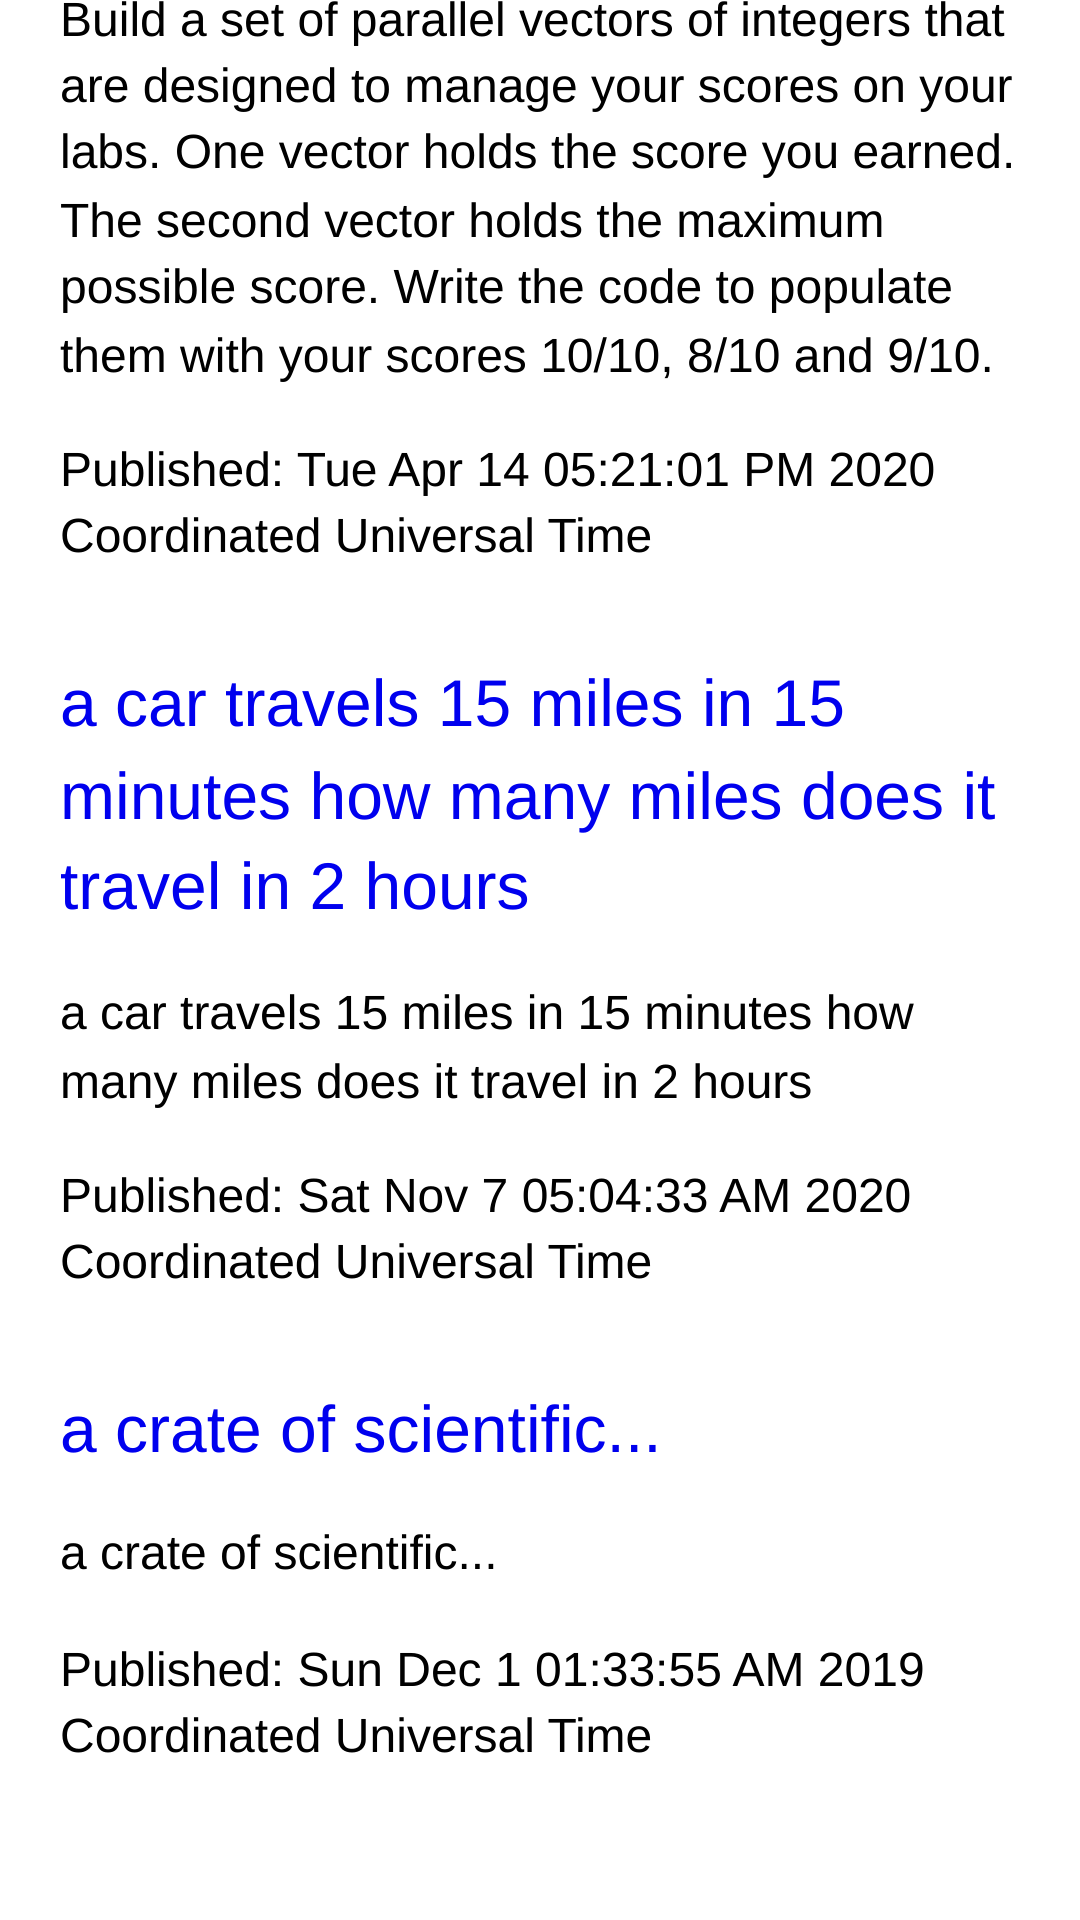 Build a set of parallel vectors of integers that
are designed to manage your scores on your
labs. One vector holds the score you earned.
The second vector holds the maximum
possible score. Write the code to populate
them with your scores 10/10, 8/10 and 9/10.
Published: Tue Apr 14 05:21:01 PM 2020
Coordinated Universal Time
a car travels 15 miles in 15
minutes how many miles does it
travel in 2 hours
a car travels 15 miles in 15 minutes how
many miles does it travel in 2 hours
Published: Sat Nov 7 05:04:33 AM 2020
Coordinated Universal Time
a crate of scientific...
a crate of scientific...
Published: Sun Dec 1 01:33:55 AM 2019
Coordinated Universal Time